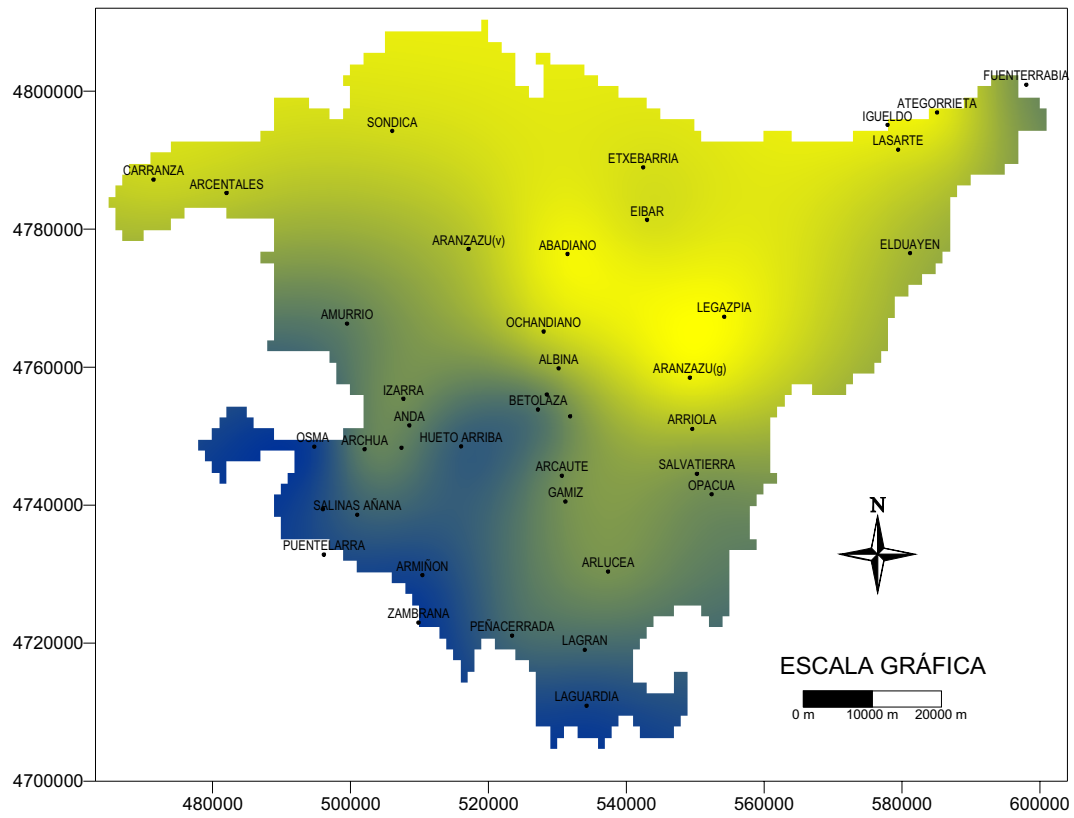 4800000
4780000
4760000
4740000
4720000
4700000
480000
500000
520000
540000
560000
580000
600000
FUENTERRABIA
ATEGORRIETA
IGUELDO
SONDICA
LASARTE
ETXEBARRIA
CARRANZA
ARCENTALES
EIBAR
ARANZAZU(v)
ABADIANO
ELDUAYEN
LEGAZPIA
AMURRIO
OCHANDIANO
ALBINA
ARANZAZU(g)
IZARRA
BETOLAZA
ANDA
ARRIOLA
OSMA
ARCHUA
HUETO ARRIBA
ARCAUTE
SALVATIERRA
GAMIZ
OPACUA
SALINAS AÑANA
N
PUENTELARRA
ARMIÑON
ARLUCEA
ZAMBRANA
PEÑACERRADA
LAGRAN
ESCALA GRÁFICA
LAGUARDIA
0 m
10000 m
20000 m